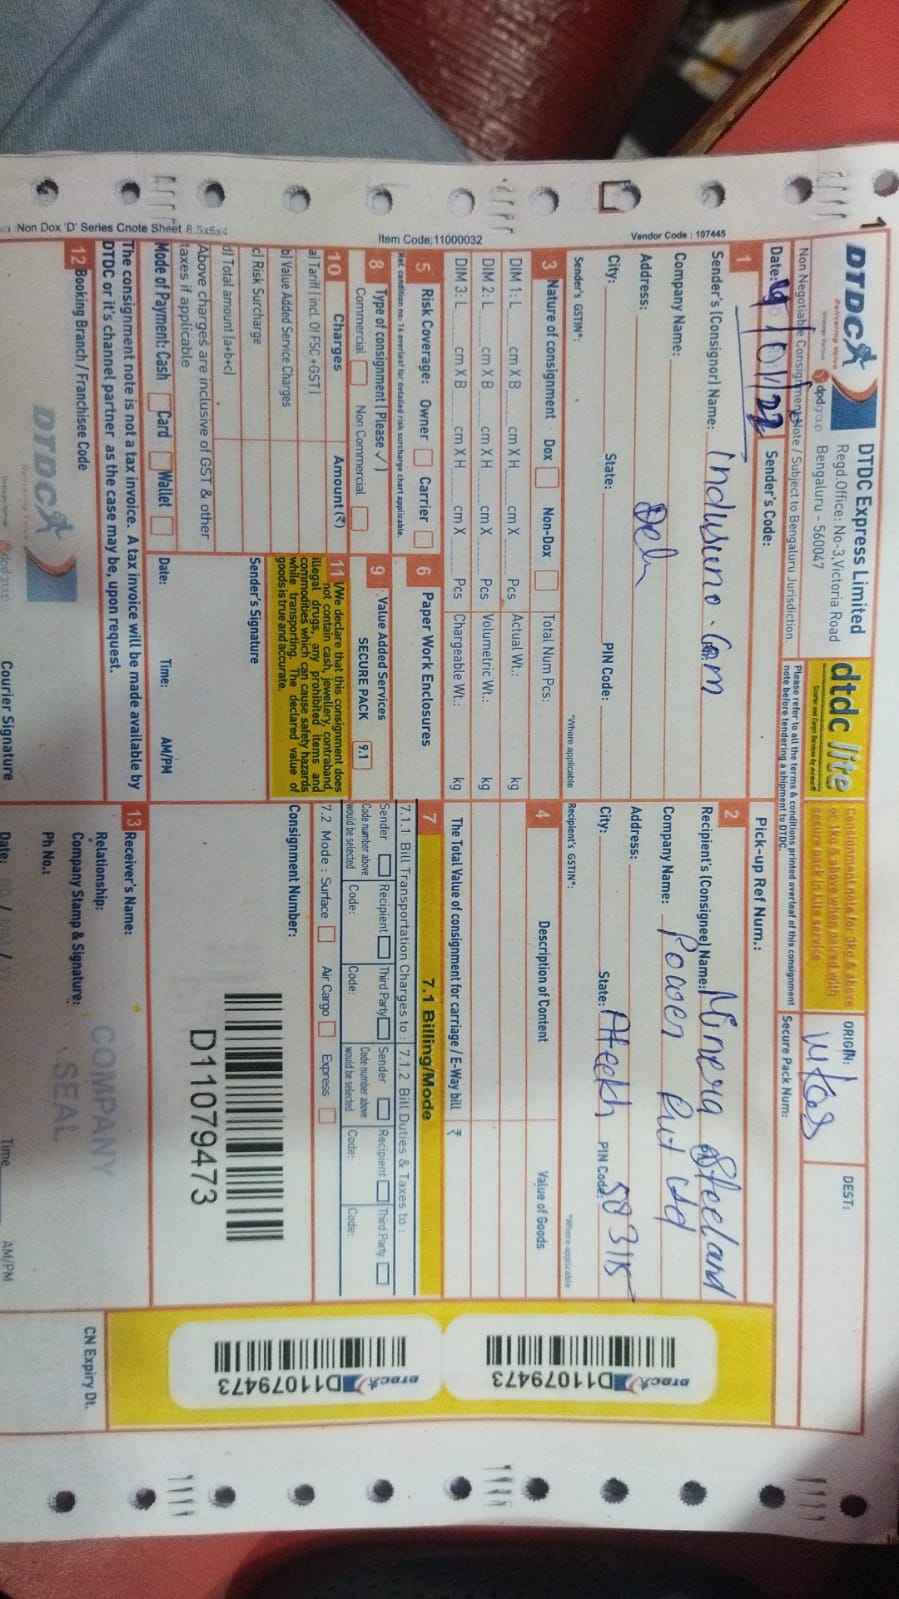 1
DTDC
Delivering Value
dpdgroup
DTDC Express Limited
Regd.Office: No-3,Victoria Road
Bengaluru - 560047
dtdc lite
Consignment note for 3kg & above
or 1kg & above when paired with
secure pack in Lite service
ORIGIN:
DEST:
Non Negotiable Consignment Note / Subject to Bengaluru Jurisdiction.
Please refer to all the terms & conditions printed overleaf of this consignment
note before tendering a shipment to DTDC.
Secure Pack Num:
Date: 4/01/22
Sender's Code:
Pick-up Ref Num.:
1
Sender's (Consignor) Name: Indusuno.Com
Company Name:
Address:
Deh
City:
State:
PIN Code:
Sender's GSTIN*:
*Where applicable
2
Recipient's (Consignee) Name: Minera Steeland
Company Name: Power Put Ltd
Address:
City:
State:
PIN Code: 583115
Recipient's GSTIN*:
*Where applicable
Vendor Code : 107445
3 Nature of consignment Dox Non-Dox Total Num Pcs:
DIM 1: L cm X B cm X H cm X Pcs Actual Wt.: kg
DIM 2: L cm X B cm X H cm X Pcs Volumetric Wt.: kg
DIM 3: L cm X B cm X H cm X Pcs Chargeable Wt.: kg
4 Description of Content Value of Goods
The Total Value of consignment for carriage / E-Way bill ₹
Item Code:11000032
5 Risk Coverage: Owner Carrier
Ref. condition no: 16 overleaf for detailed risk surcharge chart applicable.
6 Paper Work Enclosures
7 7.1 Billing/Mode
7.1.1 Bill Transportation Charges to : 7.1.2 Bill Duties & Taxes to :
Sender Recipient Third Party Sender Recipient Third Party
Code number above would be selected Code: Code: Code number above would be selected Code: Code:
7.2 Mode : Surface Air Cargo Express
8 Type of consignment (Please ✓)
Commercial Non Commercial
9 Value Added Services
SECURE PACK 9.1
10 Charges Amount (₹)
a) Tariff (incl. Of FSC +GST)
b) Value Added Service Charges
c) Risk Surcharge
d) Total amount (a+b+c)
Above charges are inclusive of GST & other
taxes if applicable
Mode of Payment: Cash Card Wallet
11 I/We declare that this consignment does
not contain cash, jewellery, contraband,
illegal drugs, any prohibited items and
commodities which can cause safety hazards
while transporting. The declared value of
goods is true and accurate.
Sender's Signature
Date: Time: AM/PM
Consignment Number:
D11079473
D11079473
DTDC
D11079473
DTDC
The consignment note is not a tax invoice. A tax invoice will be made available by
DTDC or it's channel partner as the case may be, upon request.
Non Dox 'D' Series Cnote Sheet 8.5x6x4
12 Booking Branch / Franchisee Code
DTDC
dpdgroup
Courier Signature
13 Receiver's Name:
Relationship:
Company Stamp & Signature:
COMPANY
SEAL
Ph No.:
Date:
Time
AM/PM
CN Expiry Dt.